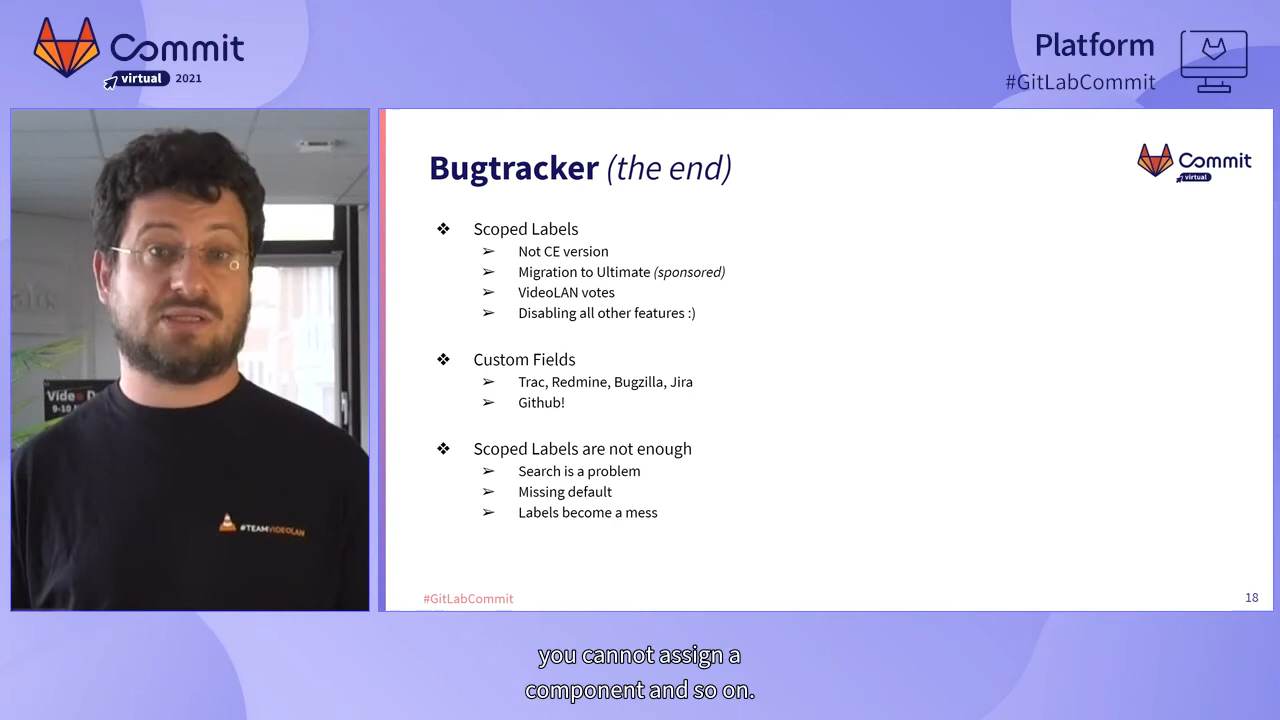 Commit
virtual 2021
Platform
#GitLabCommit
Bugtracker (the end)
Commit
virtual
❖ Scoped Labels
➢ Not CE version
➢ Migration to Ultimate (sponsored)
➢ VideoLAN votes
➢ Disabling all other features :)
❖ Custom Fields
➢ Trac, Redmine, Bugzilla, Jira
➢ Github!
❖ Scoped Labels are not enough
➢ Search is a problem
➢ Missing default
➢ Labels become a mess
#GitLabCommit
18
#TEAMVIDEOLAN
you cannot assign a
component and so on.